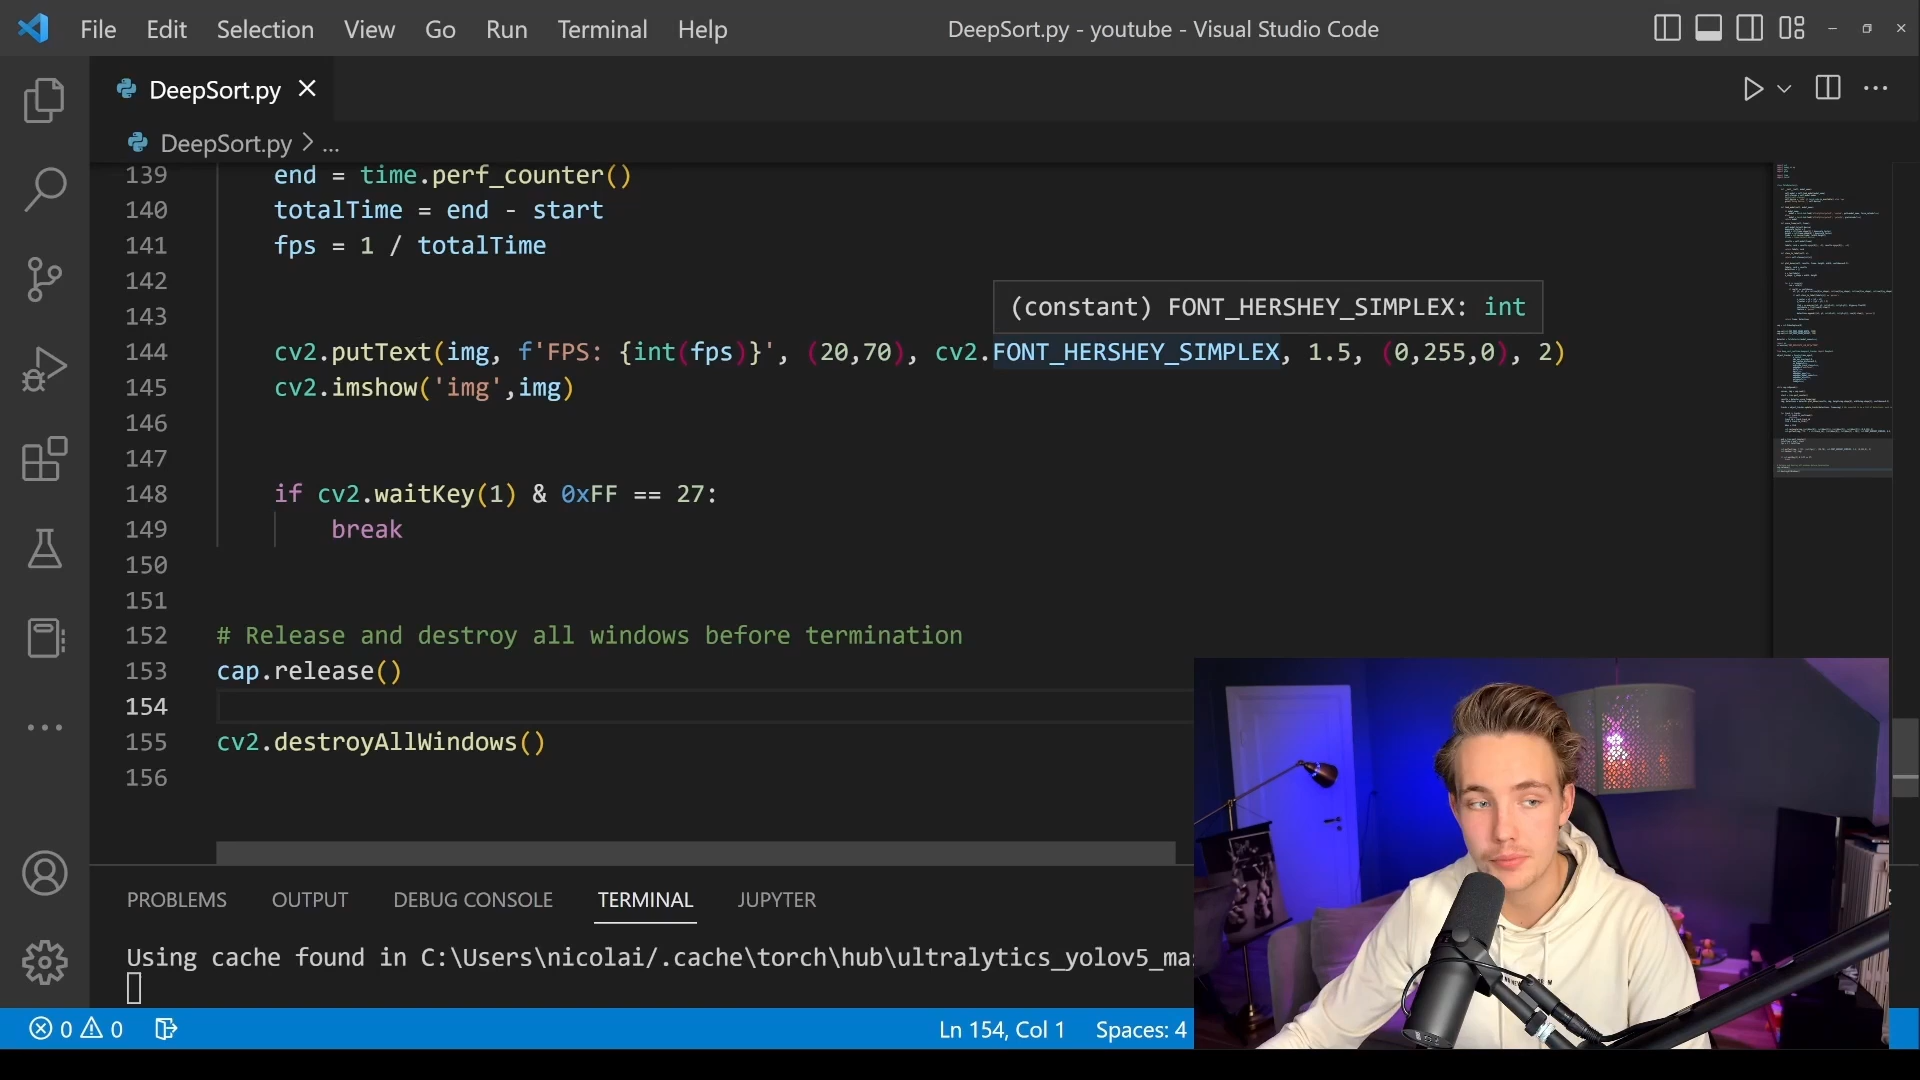 File Edit Selection View Go Run Terminal Help DeepSort.py - youtube - Visual Studio Code
DeepSort.py
DeepSort.py > ...
139 end = time.perf_counter()
140 totalTime = end - start
141 fps = 1 / totalTime
142
(constant) FONT_HERSHEY_SIMPLEX: int
143
144 cv2.putText(img, f'FPS: {int(fps)}', (20,70), cv2.FONT_HERSHEY_SIMPLEX, 1.5, (0,255,0), 2)
145 cv2.imshow('img',img)
146
147
148 if cv2.waitKey(1) & 0xFF == 27:
149 break
150
151
152 # Release and destroy all windows before termination
153 cap.release()
154
155 cv2.destroyAllWindows()
156
PROBLEMS OUTPUT DEBUG CONSOLE TERMINAL JUPYTER
Using cache found in C:\Users\nicolai/.cache\torch\hub\ultralytics_yolov5_ma
0 0 Ln 154, Col 1 Spaces: 4